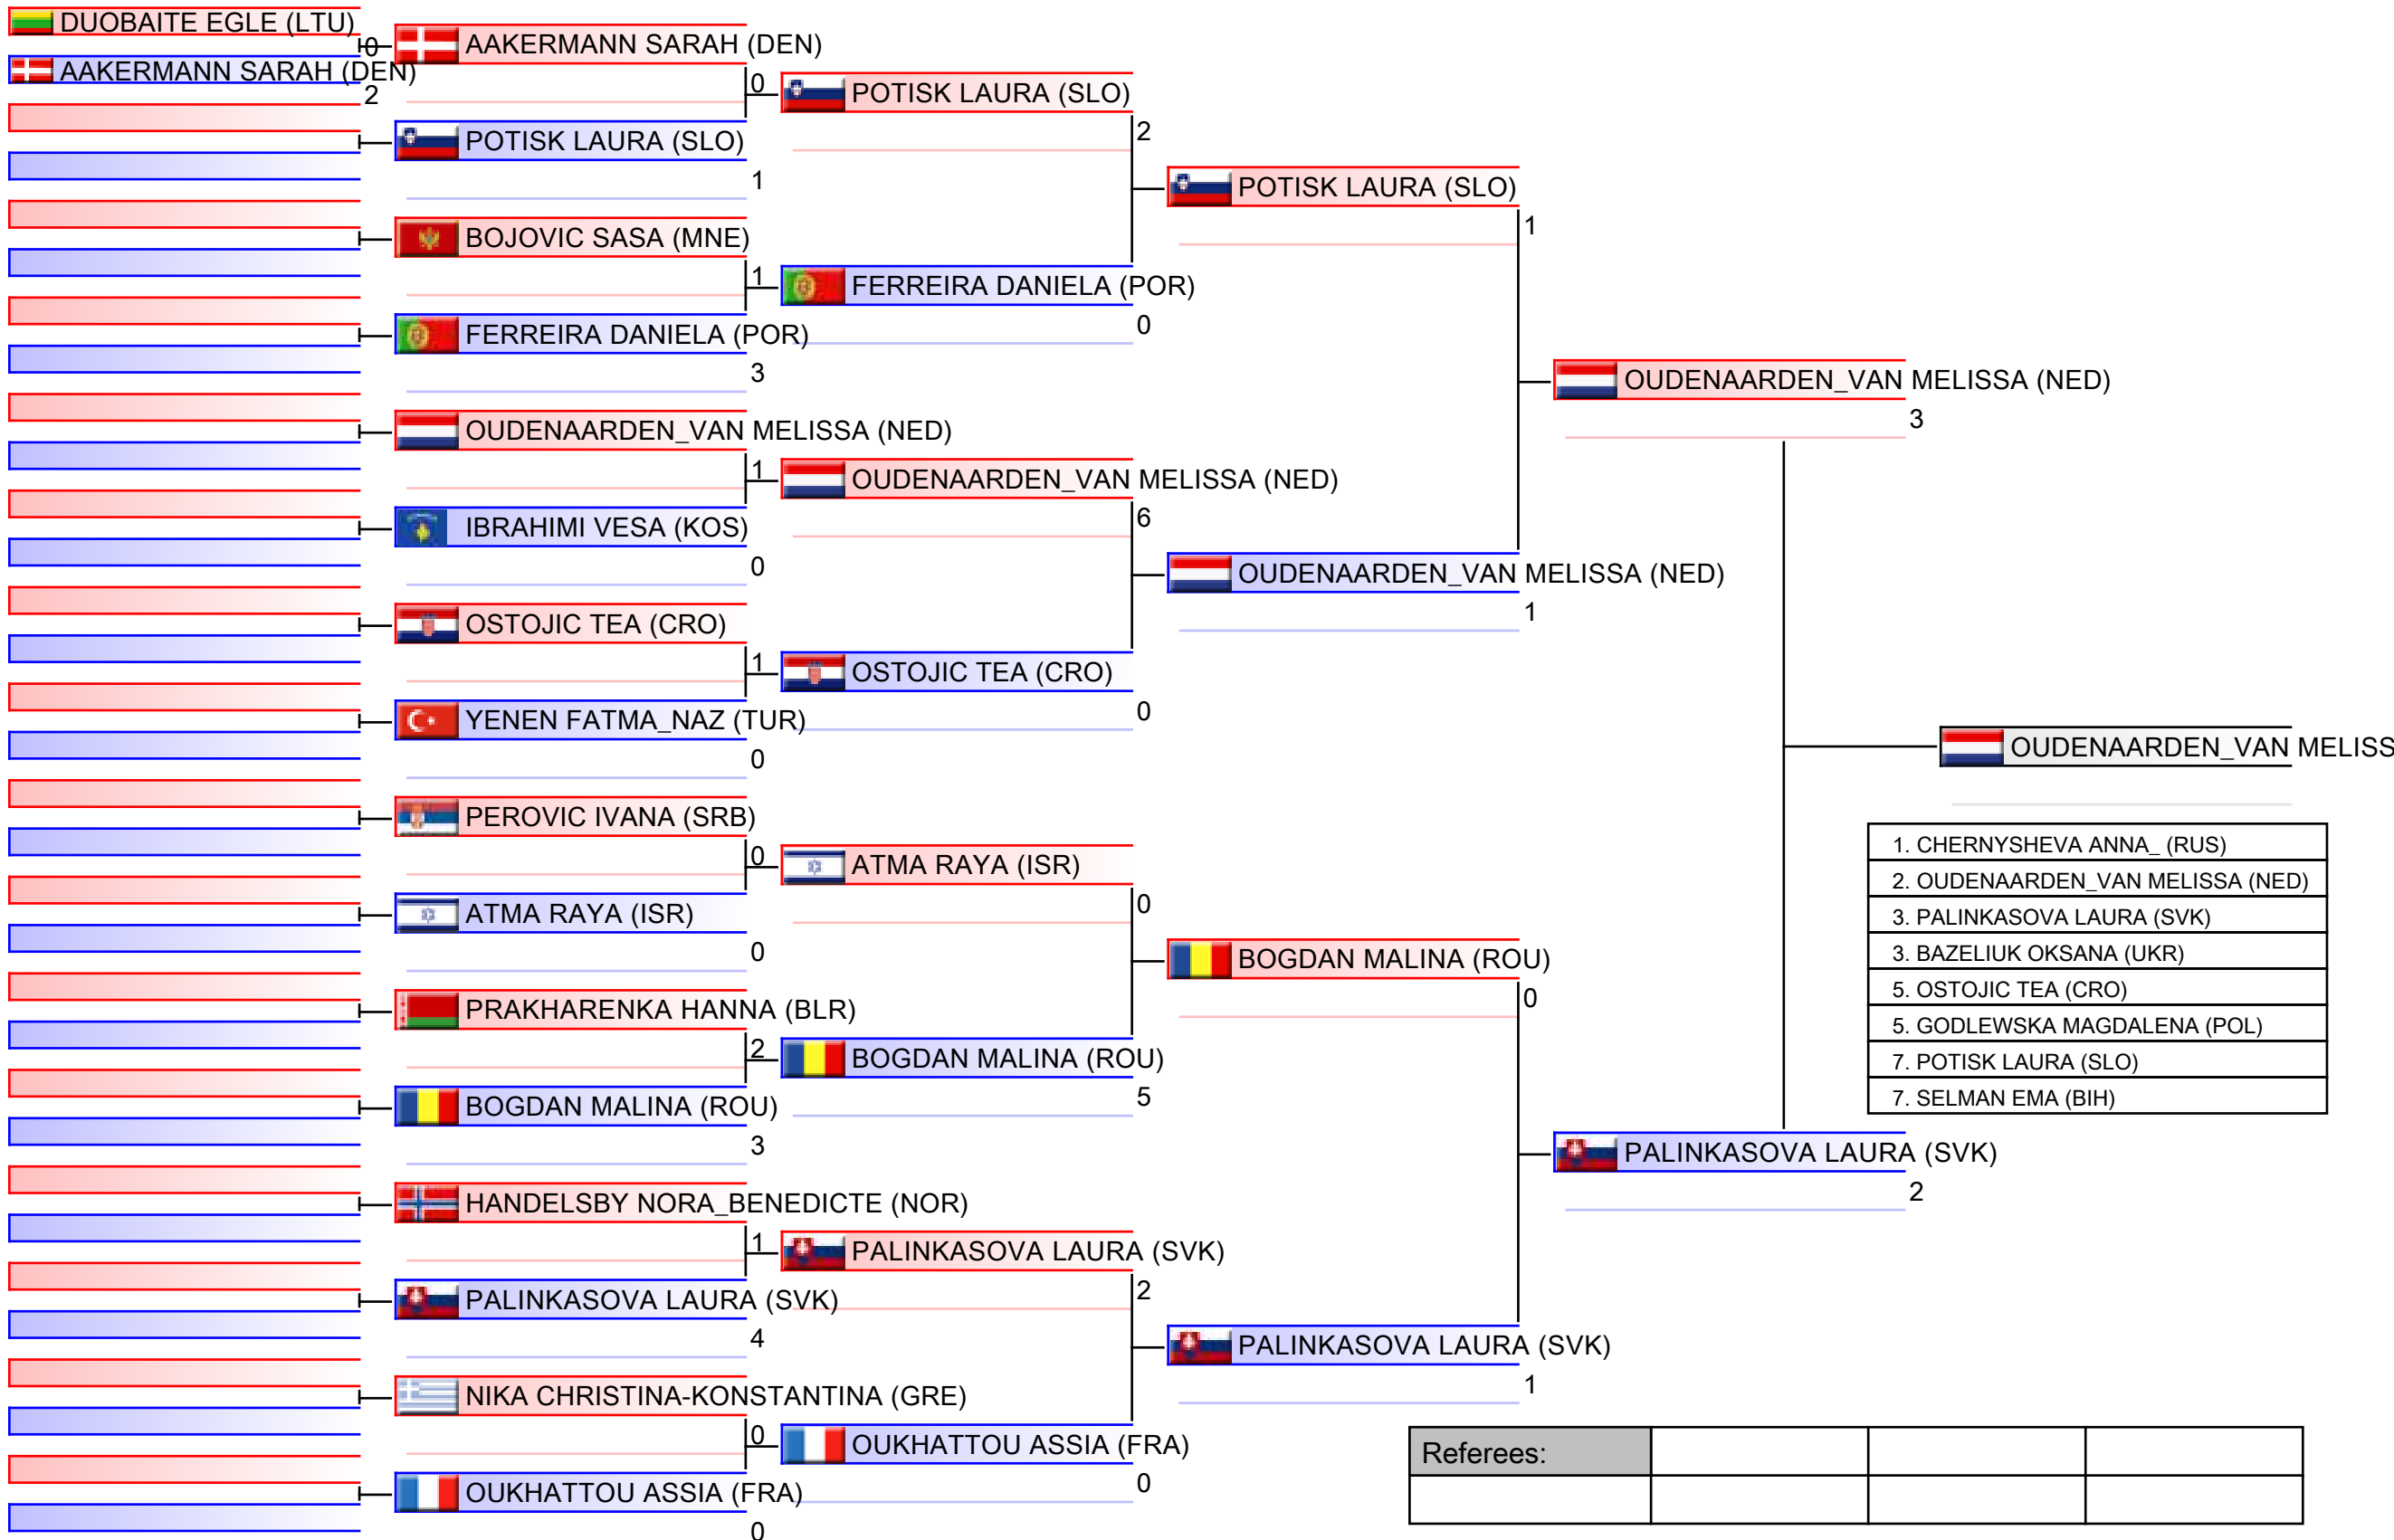 DUOBAITE EGLE (LTU)
0
AAKERMANN SARAH (DEN)
2
AAKERMANN SARAH (DEN)
0
POTISK LAURA (SLO)
1
BOJOVIC SASA (MNE)
1
FERREIRA DANIELA (POR)
3
OUDENAARDEN_VAN MELISSA (NED)
1
IBRAHIMI VESA (KOS)
0
OSTOJIC TEA (CRO)
1
YENEN FATMA_NAZ (TUR)
0
PEROVIC IVANA (SRB)
0
ATMA RAYA (ISR)
0
PRAKHARENKA HANNA (BLR)
2
BOGDAN MALINA (ROU)
3
HANDELSBY NORA_BENEDICTE (NOR)
1
PALINKASOVA LAURA (SVK)
4
NIKA CHRISTINA-KONSTANTINA (GRE)
0
OUKHATTOU ASSIA (FRA)
0
POTISK LAURA (SLO)
2
FERREIRA DANIELA (POR)
0
OUDENAARDEN_VAN MELISSA (NED)
6
OSTOJIC TEA (CRO)
0
ATMA RAYA (ISR)
0
BOGDAN MALINA (ROU)
5
PALINKASOVA LAURA (SVK)
2
OUKHATTOU ASSIA (FRA)
0
POTISK LAURA (SLO)
1
OUDENAARDEN_VAN MELISSA (NED)
1
BOGDAN MALINA (ROU)
0
PALINKASOVA LAURA (SVK)
1
OUDENAARDEN_VAN MELISSA (NED)
3
PALINKASOVA LAURA (SVK)
2
OUDENAARDEN_VAN MELISS
1. CHERNYSHEVA ANNA_ (RUS)
2. OUDENAARDEN_VAN MELISSA (NED)
3. PALINKASOVA LAURA (SVK)
3. BAZELIUK OKSANA (UKR)
5. OSTOJIC TEA (CRO)
5. GODLEWSKA MAGDALENA (POL)
7. POTISK LAURA (SLO)
7. SELMAN EMA (BIH)
Referees: